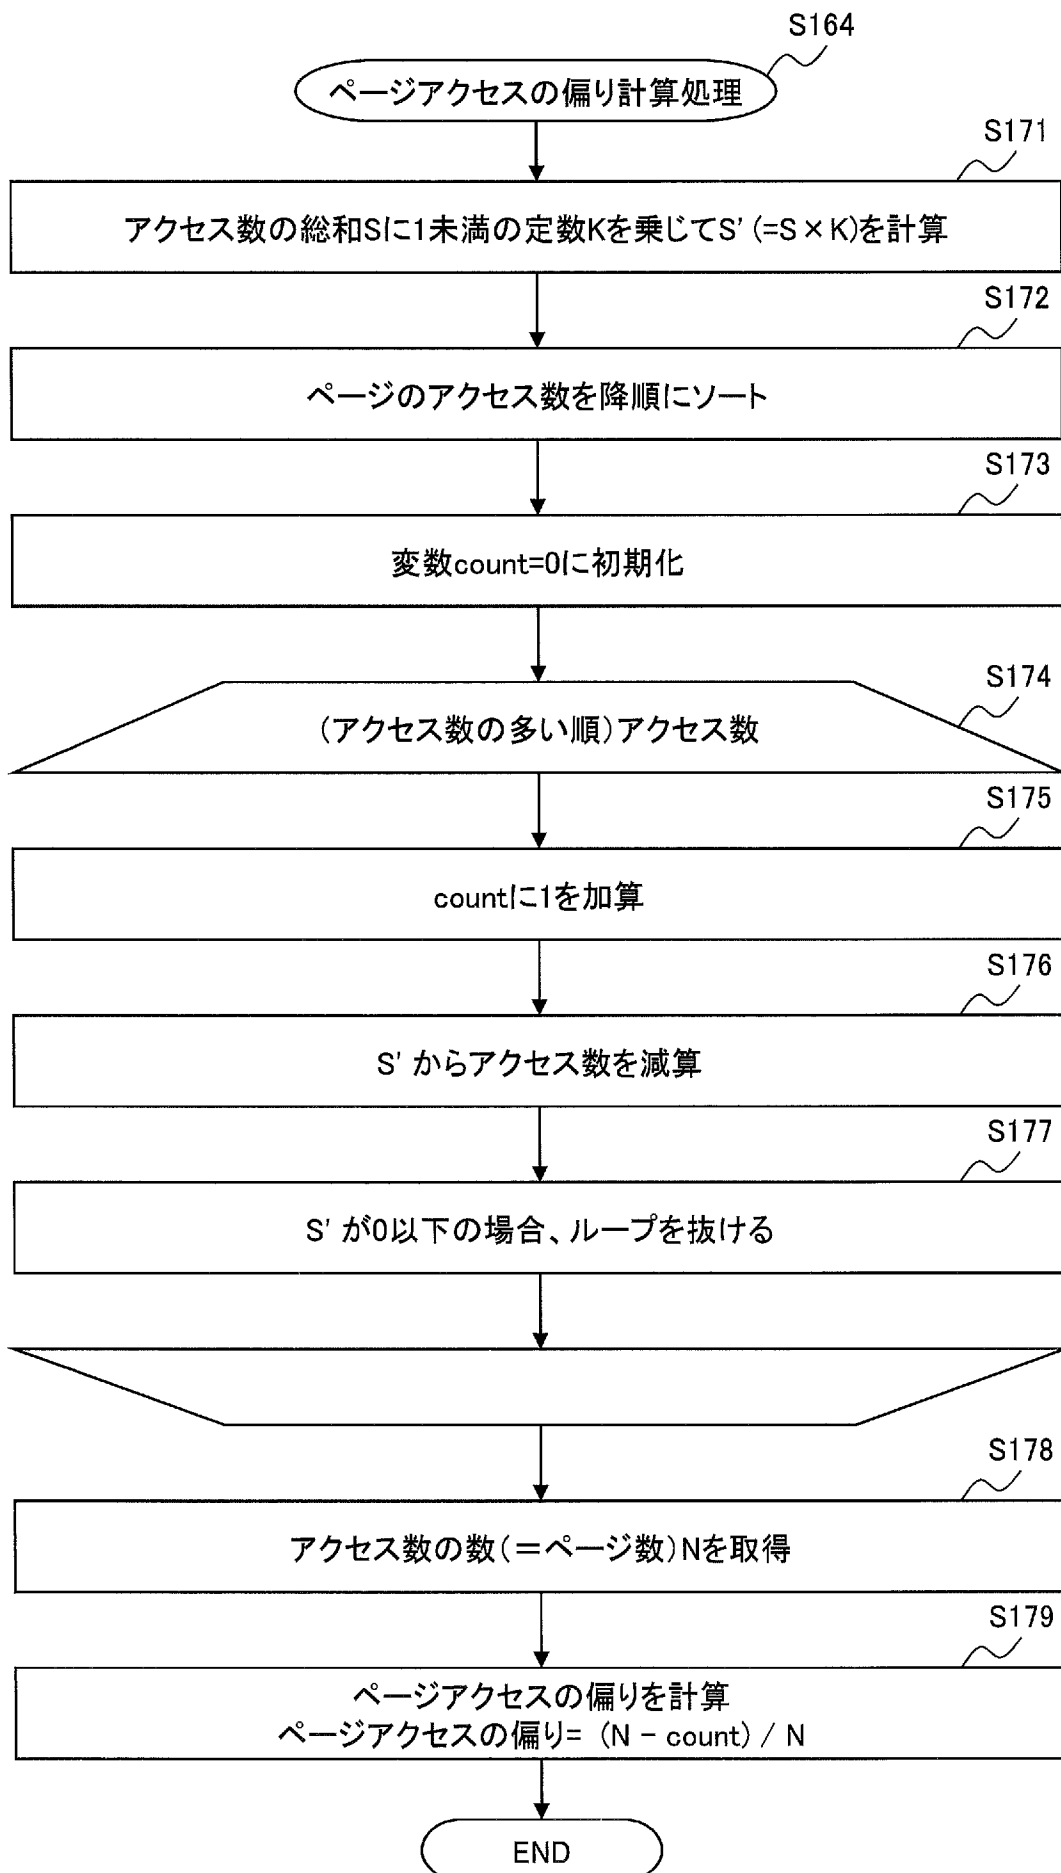 S164
ページアクセスの偏り計算処理
S171
アクセス数の総和Sに1未満の定数Kを乗じてS' (=S×K)を計算
S172
ページのアクセス数を降順にソート
S173
変数count=0に初期化
S174
(アクセス数の多い順)アクセス数
S175
countに1を加算
S176
S' からアクセス数を減算
S177
S' が0以下の場合、ループを抜ける
S178
アクセス数の数(=ページ数)Nを取得
S179
ページアクセスの偏りを計算
ページアクセスの偏り= (N - count) / N
END